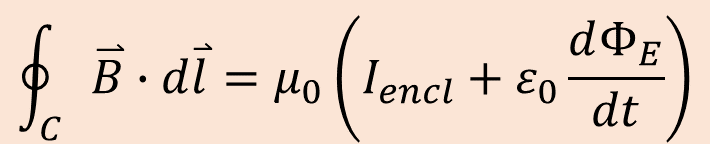 ∮_C B⃗ · dl⃗ = μ₀ (I_encl + ε₀ dΦ_E/dt)